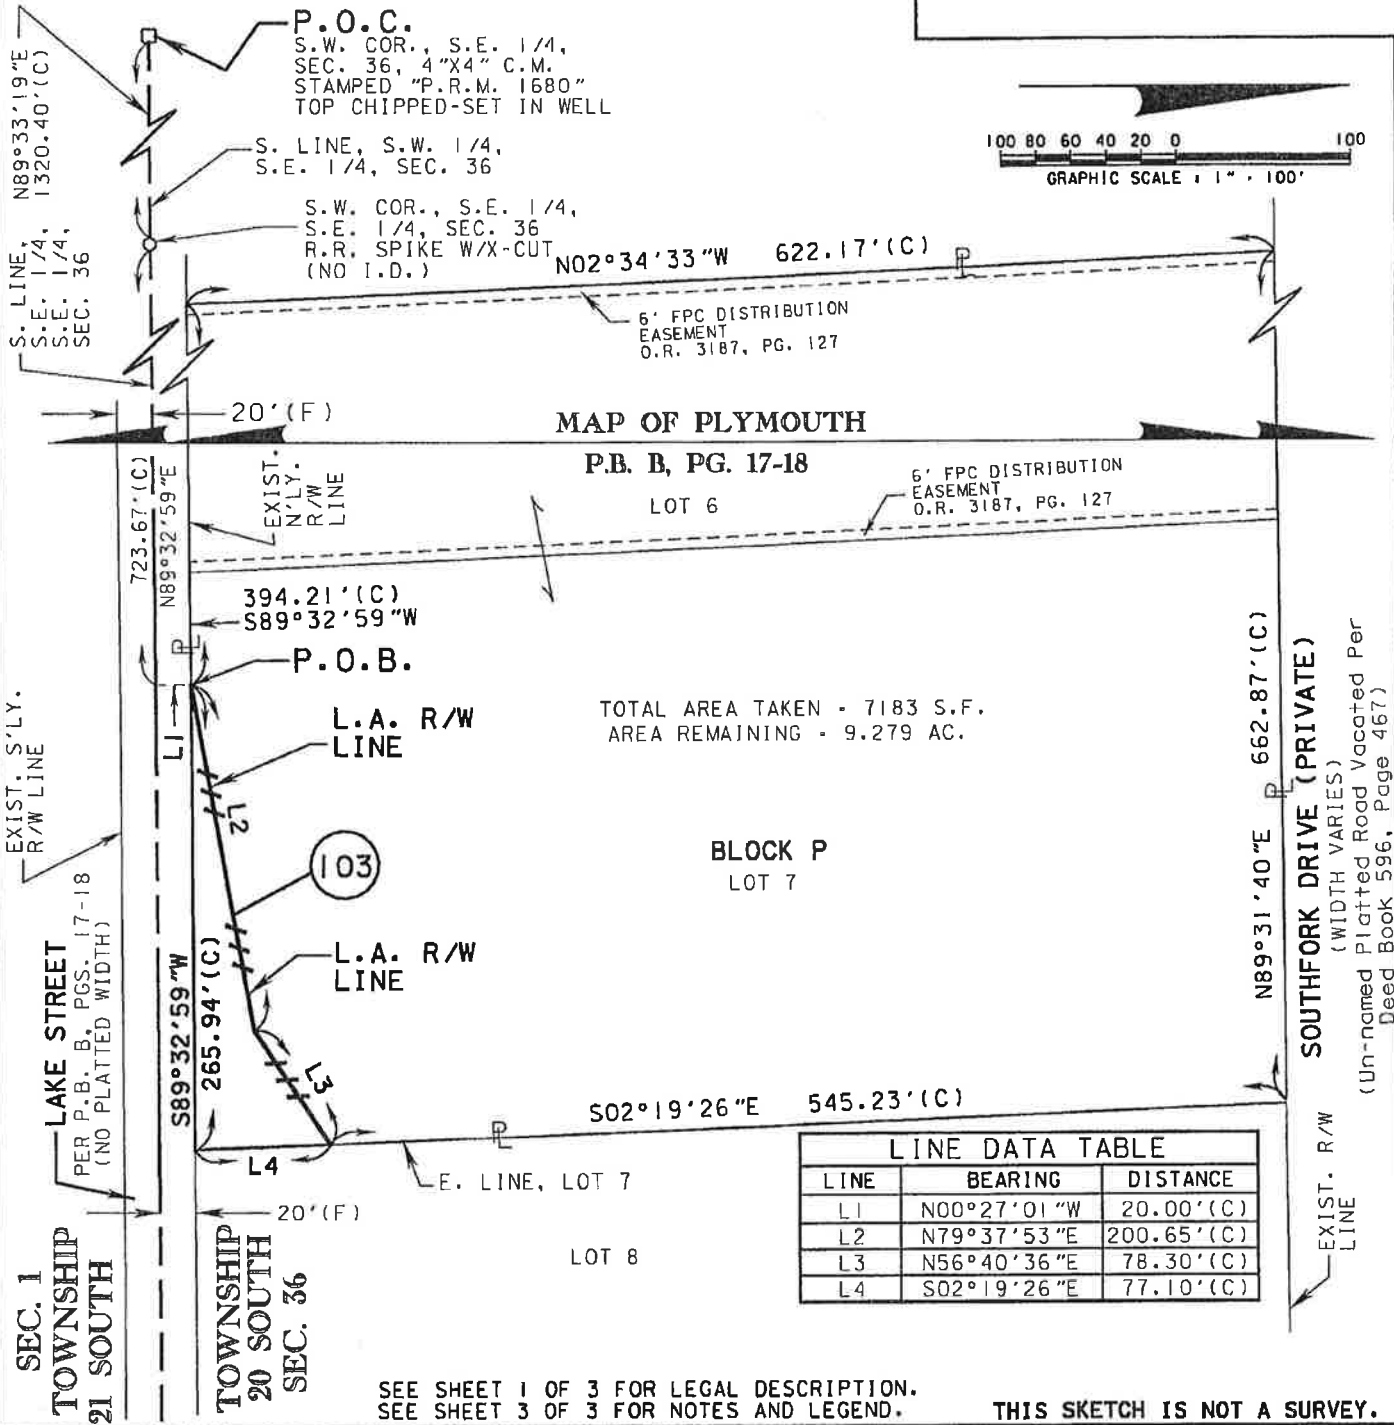 P.O.C.
S.W. COR., S.E. 1/4,
SEC. 36, 4"X4" C.M.
STAMPED "P.R.M. 1680"
TOP CHIPPED-SET IN WELL
N89°33'19"E
1320.40'(C)
S. LINE, S.W. 1/4,
S.E. 1/4, SEC. 36
S.W. COR., S.E. 1/4,
S.E. 1/4, SEC. 36
R.R. SPIKE W/X-CUT
(NO I.D.)
S. LINE,
S.E. 1/4,
S.E. 1/4,
SEC. 36
100 80 60 40 20 0 100
GRAPHIC SCALE : 1" = 100'
N02°34'33"W 622.17'(C)
PL
6' FPC DISTRIBUTION
EASEMENT
O.R. 3187, PG. 127
20'(F)
MAP OF PLYMOUTH
P.B. B, PG. 17-18
LOT 6
6' FPC DISTRIBUTION
EASEMENT
O.R. 3187, PG. 127
723.67'(C)
N89°32'59"E
EXIST.
N'LY.
R/W
LINE
394.21'(C)
S89°32'59"W
PL
P.O.B.
L1
L.A. R/W
LINE
L2
TOTAL AREA TAKEN = 7183 S.F.
AREA REMAINING = 9.279 AC.
103
BLOCK P
LOT 7
L.A. R/W
LINE
L3
EXIST. S'LY.
R/W LINE
LAKE STREET
PER P.B. B, PGS. 17-18
(NO PLATTED WIDTH)
S89°32'59"W
265.94'(C)
L4
N89°31'40"E 662.87'(C)
PL
SOUTHFORK DRIVE (PRIVATE)
(WIDTH VARIES)
(Un-named Platted Road Vacated Per
Deed Book 596, Page 467)
S02°19'26"E 545.23'(C)
PL
E. LINE, LOT 7
20'(F)
LOT 8
LINE DATA TABLE
LINE BEARING DISTANCE
L1 N00°27'01"W 20.00'(C)
L2 N79°37'53"E 200.65'(C)
L3 N56°40'36"E 78.30'(C)
L4 S02°19'26"E 77.10'(C)
EXIST. R/W
LINE
SEC. 1
TOWNSHIP
21 SOUTH
TOWNSHIP
20 SOUTH
SEC. 36
SEE SHEET 1 OF 3 FOR LEGAL DESCRIPTION.
SEE SHEET 3 OF 3 FOR NOTES AND LEGEND.
THIS SKETCH IS NOT A SURVEY.